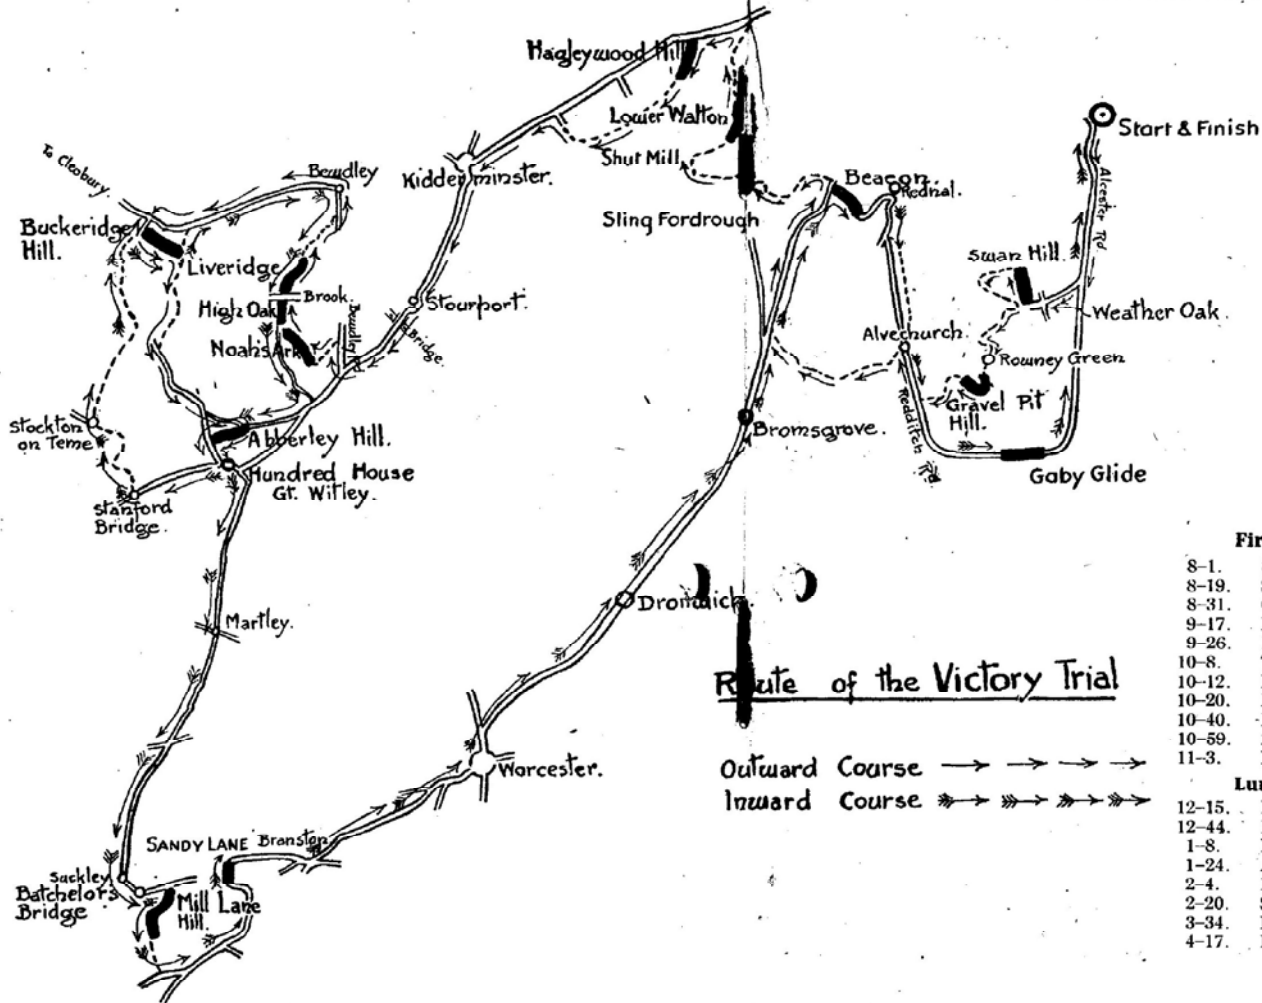 Hagleywood Hill
Start & Finish
Lower Walton
Shut Mill
To Cleobury
Bewdley
Kidderminster.
Beacon
Rednal.
Alcester Rd
Buckeridge
Hill.
Sling Fordrough
Swan Hill.
Liveridge
Brook.
High Oak
Stourport.
Weather Oak.
Bewdley
Bridge.
Noah's Ark
Alvechurch.
Rowney Green
Gravel Pit
Hill.
Redditch Rd
Stockton
on Teme
Abberley Hill.
Bromsgrove.
Hundred House
Gt. Witley.
Gaby Glide
Stanford
Bridge.
Martley.
Droitwich.
Route of the Victory Trial
Outward Course
Inward Course
Worcester.
SANDY LANE
Branston
Suckley
Batchelors
Bridge
Mill Lane
Hill.
Fir
8-1.
8-19.
8-31.
9-17.
9-26.
10-8.
10-12.
10-20.
10-40.
10-59.
11-3.
Lu
12-15.
12-44.
1-8.
1-24.
2-4.
2-20.
3-34.
4-17.